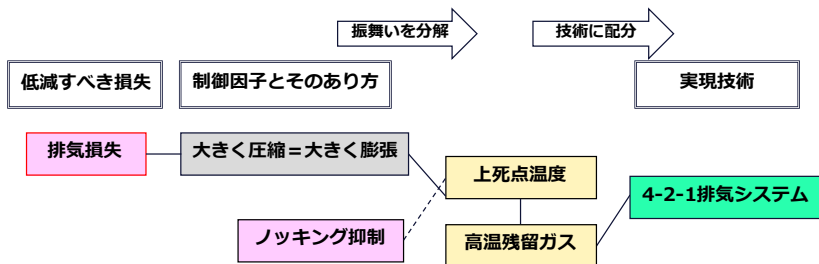 振舞いを分解
技術に配分
低減すべき損失
制御因子とそのあり方
実現技術
排気損失
大きく圧縮＝大きく膨張
上死点温度
4-2-1排気システム
ノッキング抑制
高温残留ガス